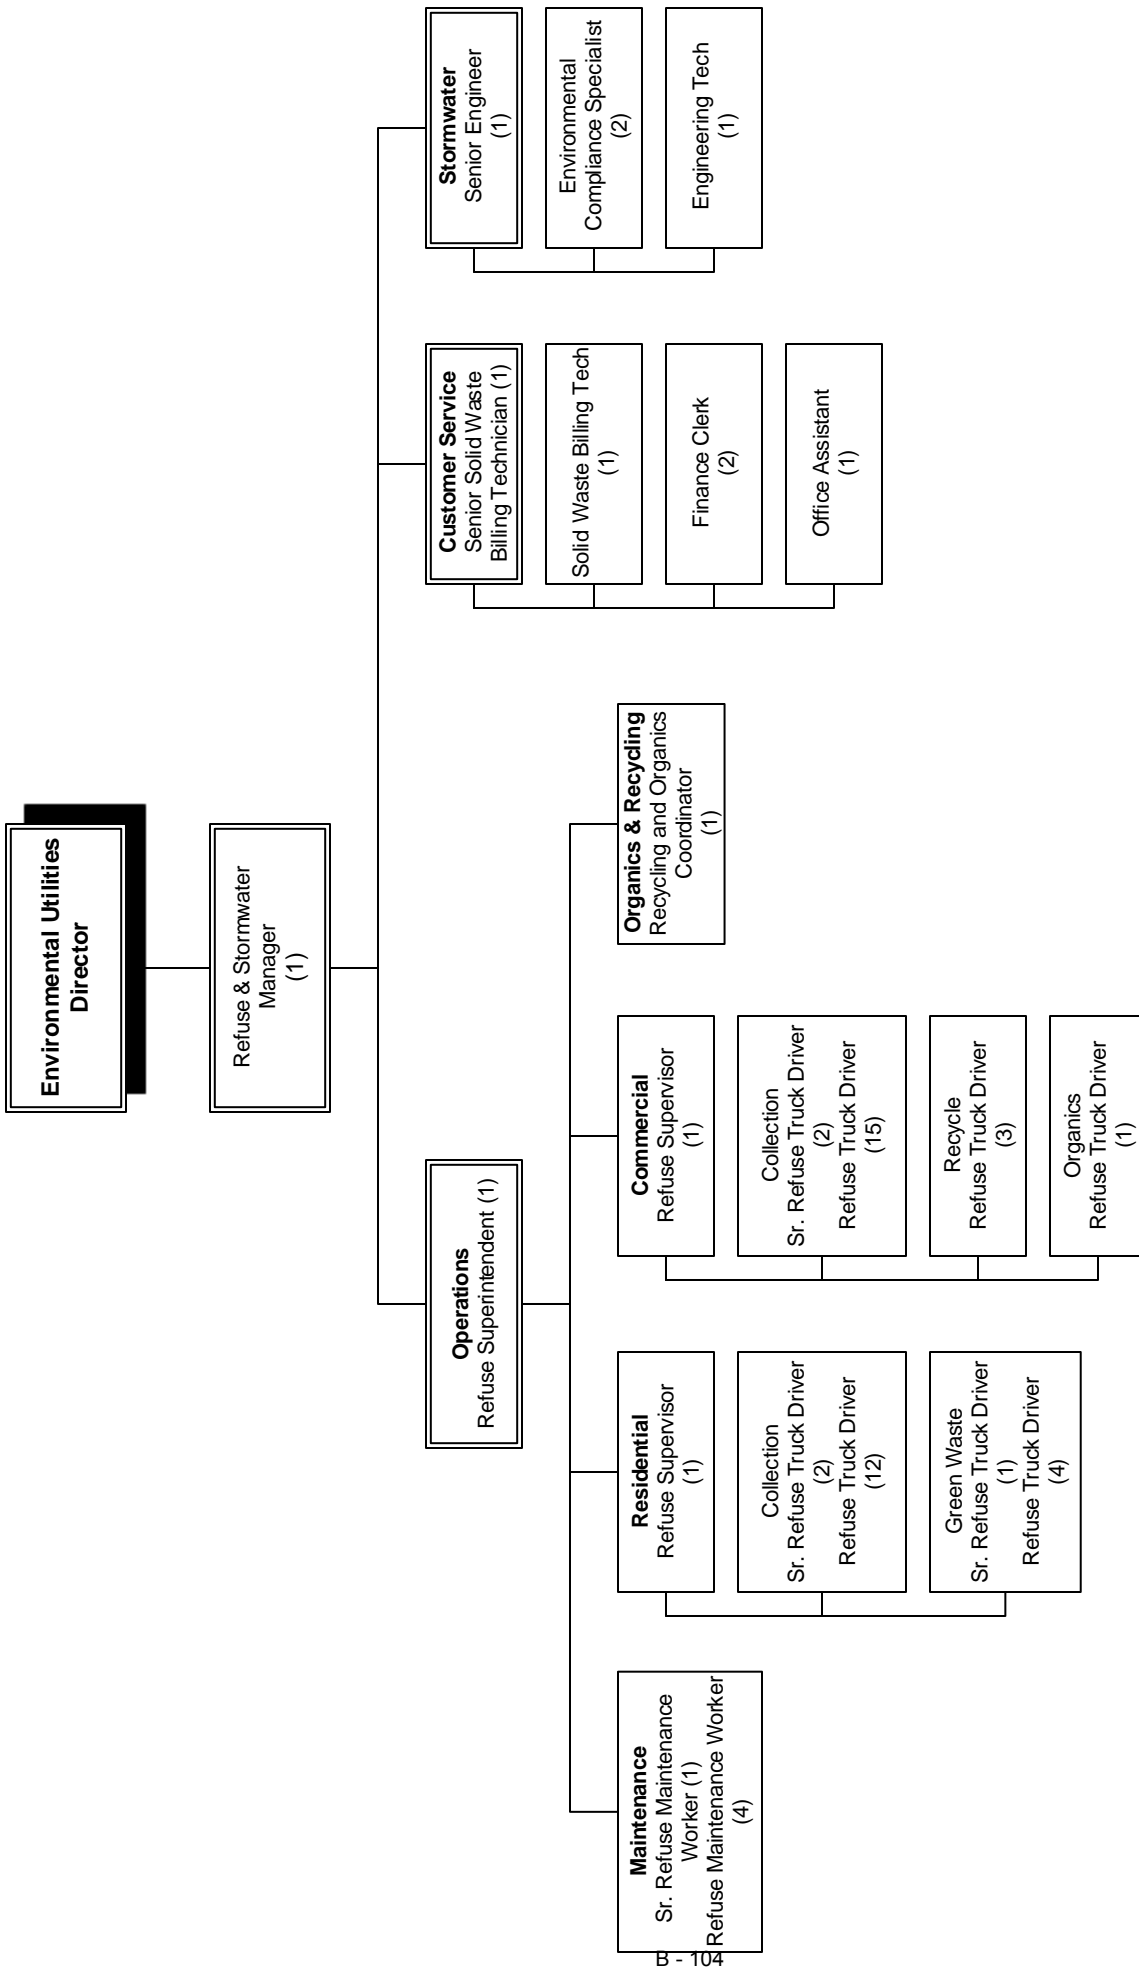 Environmental Utilities
Director
Refuse & Stormwater
Manager
(1)
Operations
Refuse Superintendent (1)
Customer Service
Senior Solid Waste
Billing Technician (1)
Stormwater
Senior Engineer
(1)
Maintenance
Sr. Refuse Maintenance
Worker (1)
Refuse Maintenance Worker
(4)
Residential
Refuse Supervisor
(1)
Collection
Sr. Refuse Truck Driver
(2)
Refuse Truck Driver
(12)
Green Waste
Sr. Refuse Truck Driver
(1)
Refuse Truck Driver
(4)
Commercial
Refuse Supervisor
(1)
Collection
Sr. Refuse Truck Driver
(2)
Refuse Truck Driver
(15)
Recycle
Refuse Truck Driver
(3)
Organics
Refuse Truck Driver
(1)
Organics & Recycling
Recycling and Organics
Coordinator
(1)
Solid Waste Billing Tech
(1)
Finance Clerk
(2)
Office Assistant
(1)
Environmental
Compliance Specialist
(2)
Engineering Tech
(1)
B - 104